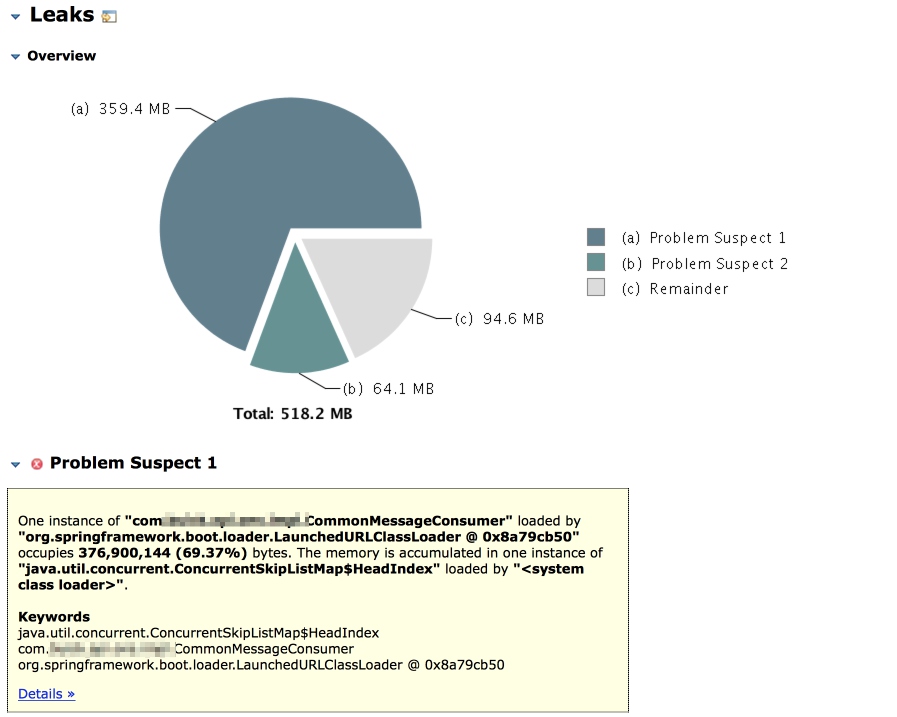 Leaks
Overview
(a) 359.4 MB
(a) Problem Suspect 1
(b) Problem Suspect 2
(c) Remainder
(c) 94.6 MB
(b) 64.1 MB
Total: 518.2 MB
Problem Suspect 1
One instance of "com CommonMessageConsumer" loaded by
"org.springframework.boot.loader.LaunchedURLClassLoader @ 0x8a79cb50"
occupies 376,900,144 (69.37%) bytes. The memory is accumulated in one instance of
"java.util.concurrent.ConcurrentSkipListMap$HeadIndex" loaded by "<system
class loader>".
Keywords
java.util.concurrent.ConcurrentSkipListMap$HeadIndex
com. CommonMessageConsumer
org.springframework.boot.loader.LaunchedURLClassLoader @ 0x8a79cb50
Details »